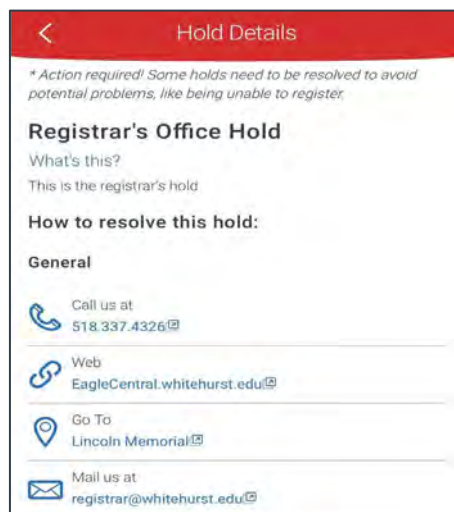 Hold Details
* Action required! Some holds need to be resolved to avoid
potential problems, like being unable to register.
Registrar's Office Hold
What's this?
This is the registrar's hold
How to resolve this hold:
General
Call us at
518.337.4326
Web
EagleCentral.whitehurst.edu
Go To
Lincoln Memorial
Mail us at
registrar@whitehurst.edu